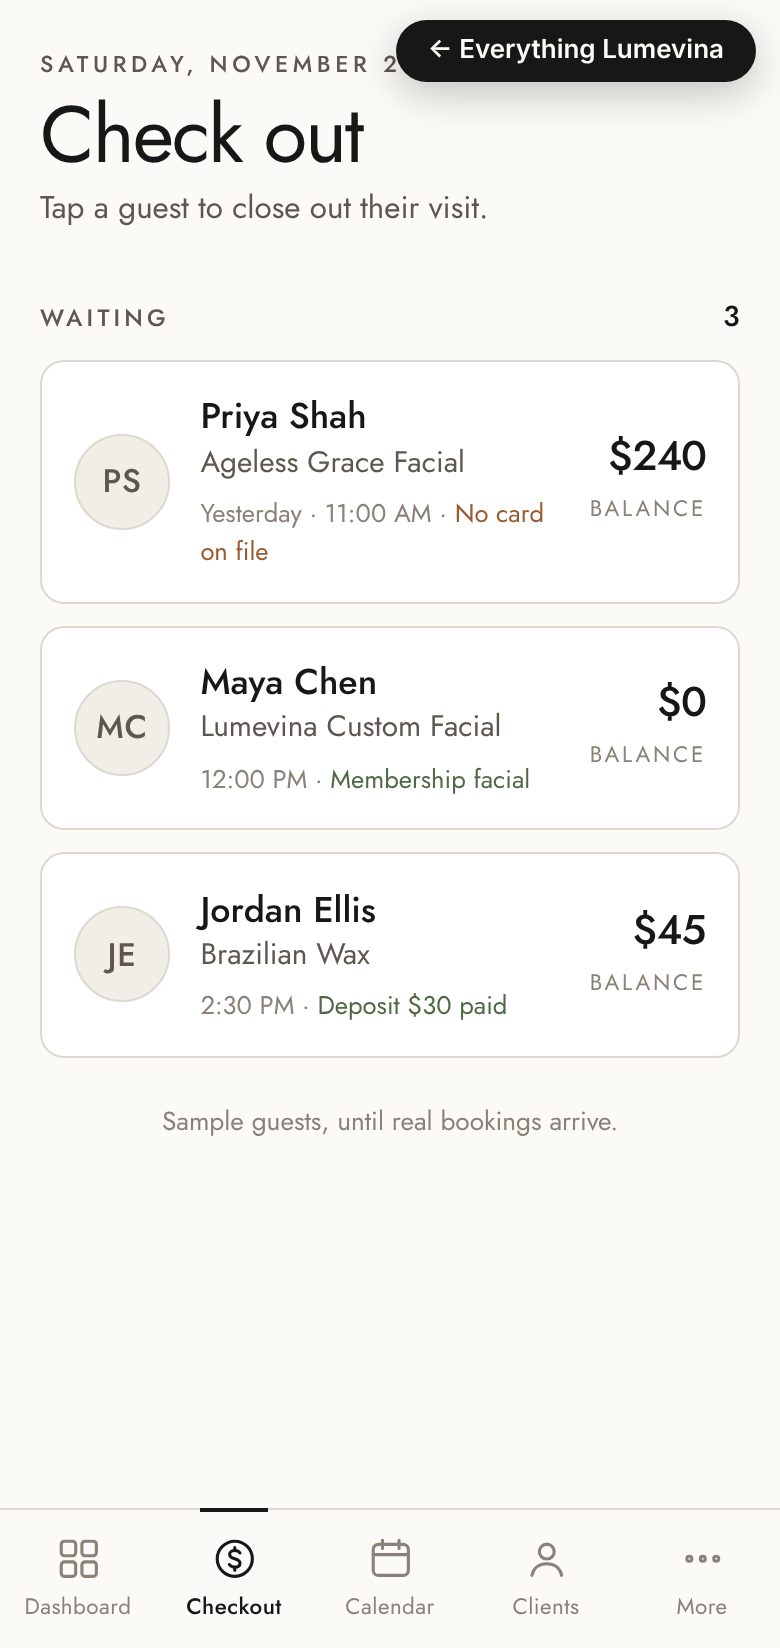 ← Everything Lumevina
SATURDAY, NOVEMBER 2
Check out
Tap a guest to close out their visit.
WAITING 3
PS
Priya Shah
Ageless Grace Facial
Yesterday · 11:00 AM · No card
on file
$240
BALANCE
MC
Maya Chen
Lumevina Custom Facial
12:00 PM · Membership facial
$0
BALANCE
JE
Jordan Ellis
Brazilian Wax
2:30 PM · Deposit $30 paid
$45
BALANCE
Sample guests, until real bookings arrive.
Dashboard Checkout Calendar Clients More